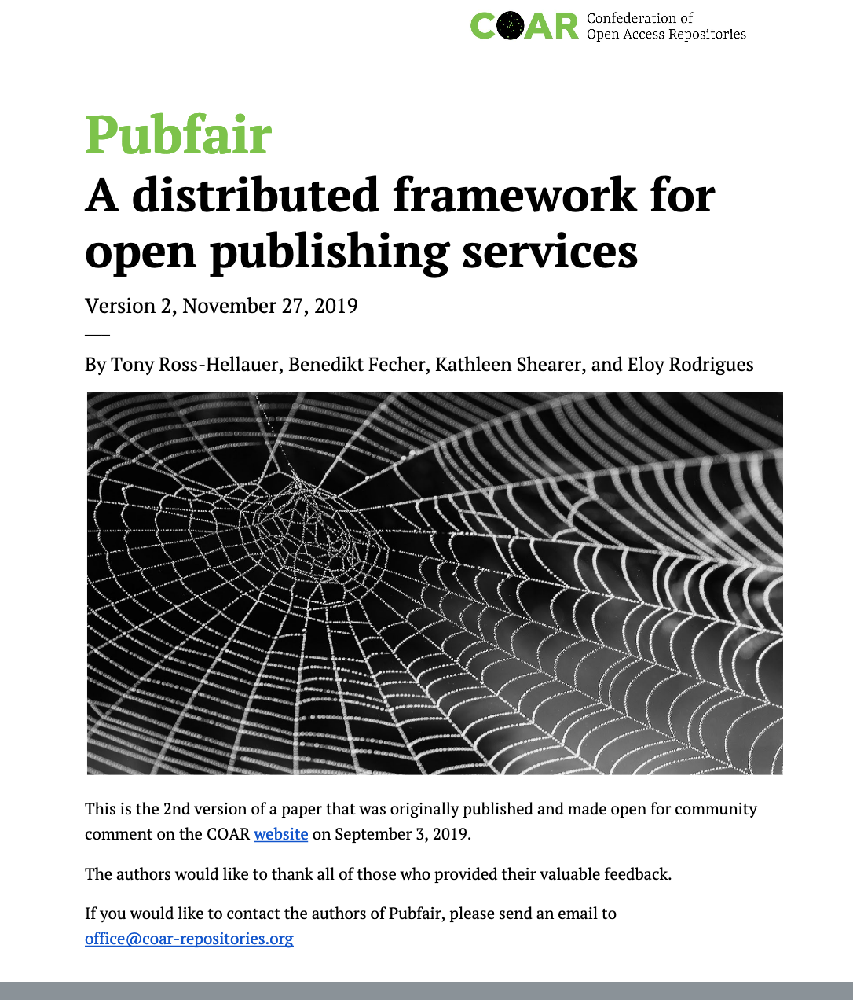 COAR Confederation of
Open Access Repositories
Pubfair
A distributed framework for
open publishing services
Version 2, November 27, 2019
By Tony Ross-Hellauer, Benedikt Fecher, Kathleen Shearer, and Eloy Rodrigues
This is the 2nd version of a paper that was originally published and made open for community
comment on the COAR website on September 3, 2019.
The authors would like to thank all of those who provided their valuable feedback.
If you would like to contact the authors of Pubfair, please send an email to
office@coar-repositories.org